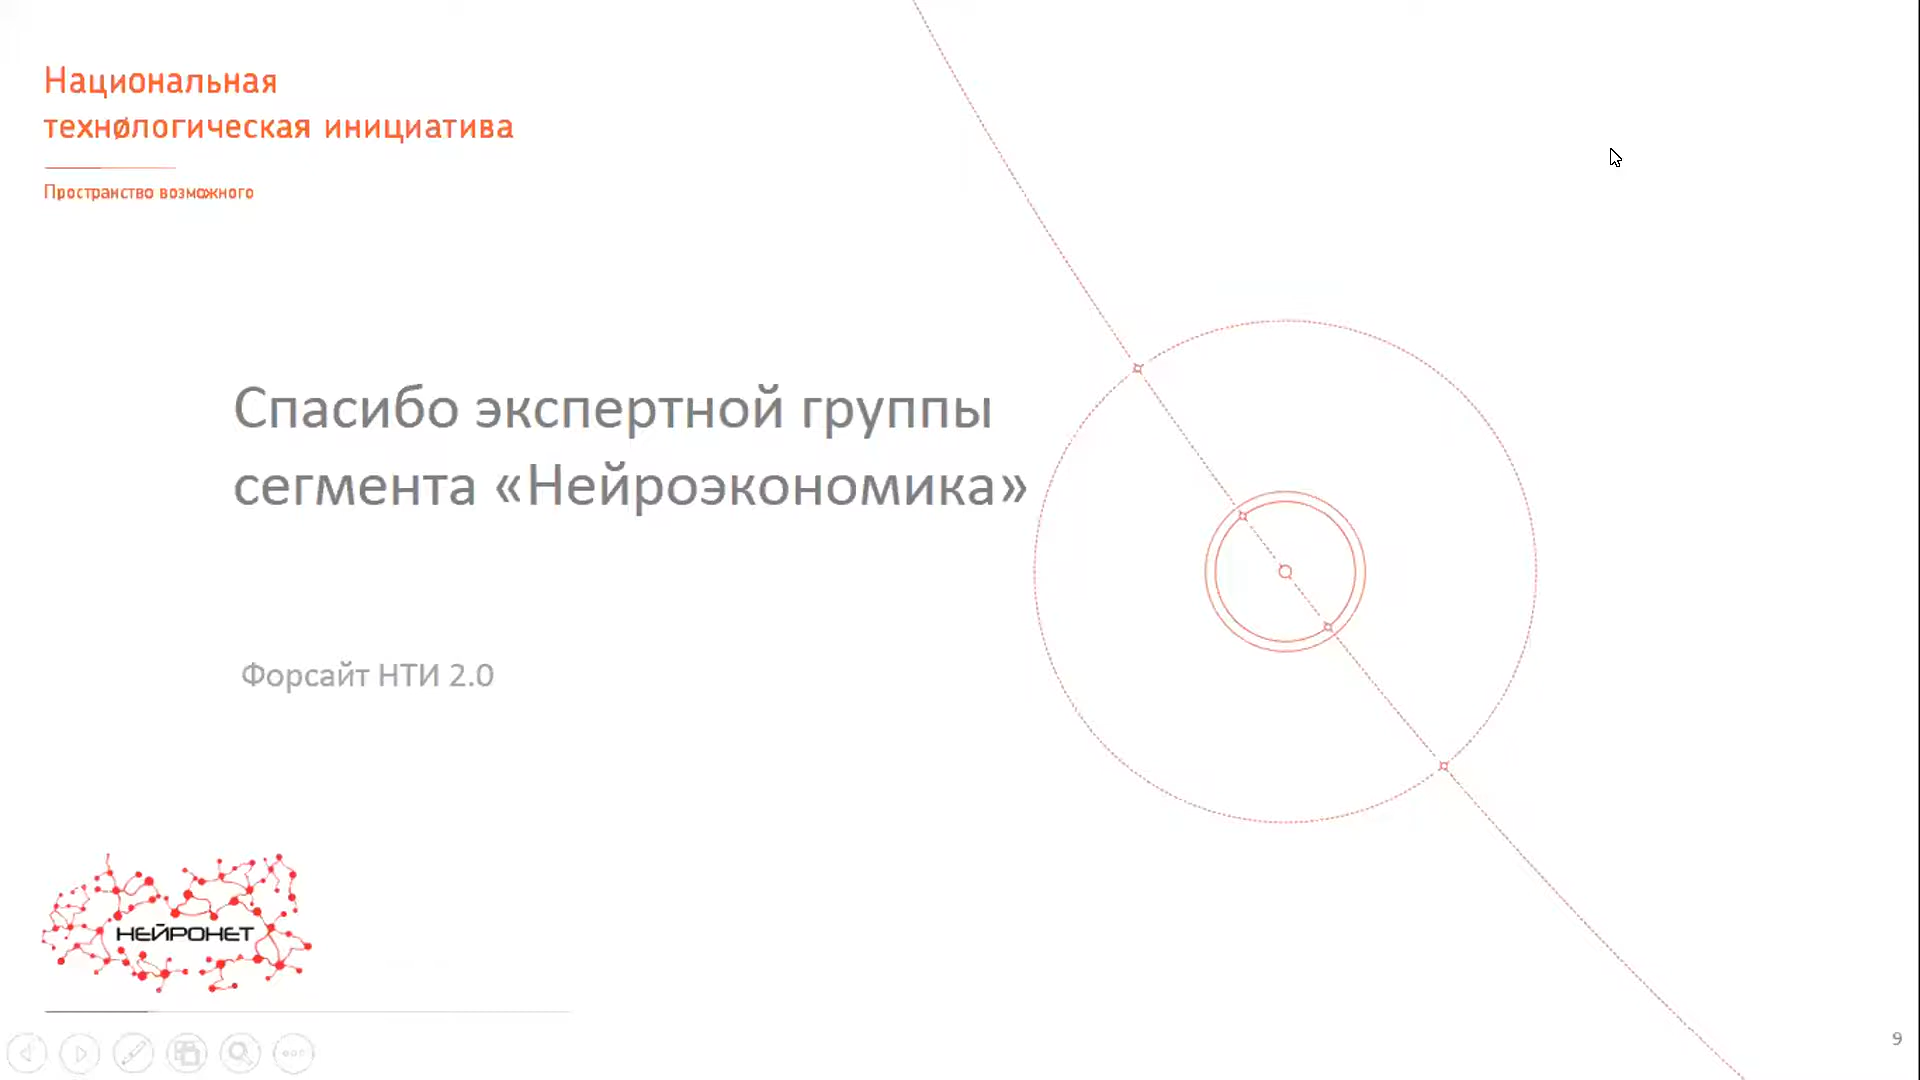 Национальная
технологическая инициатива
Пространство возможного
Спасибо экспертной группы
сегмента «Нейроэкономика»
Форсайт НТИ 2.0
НЕЙРОНЕТ
9